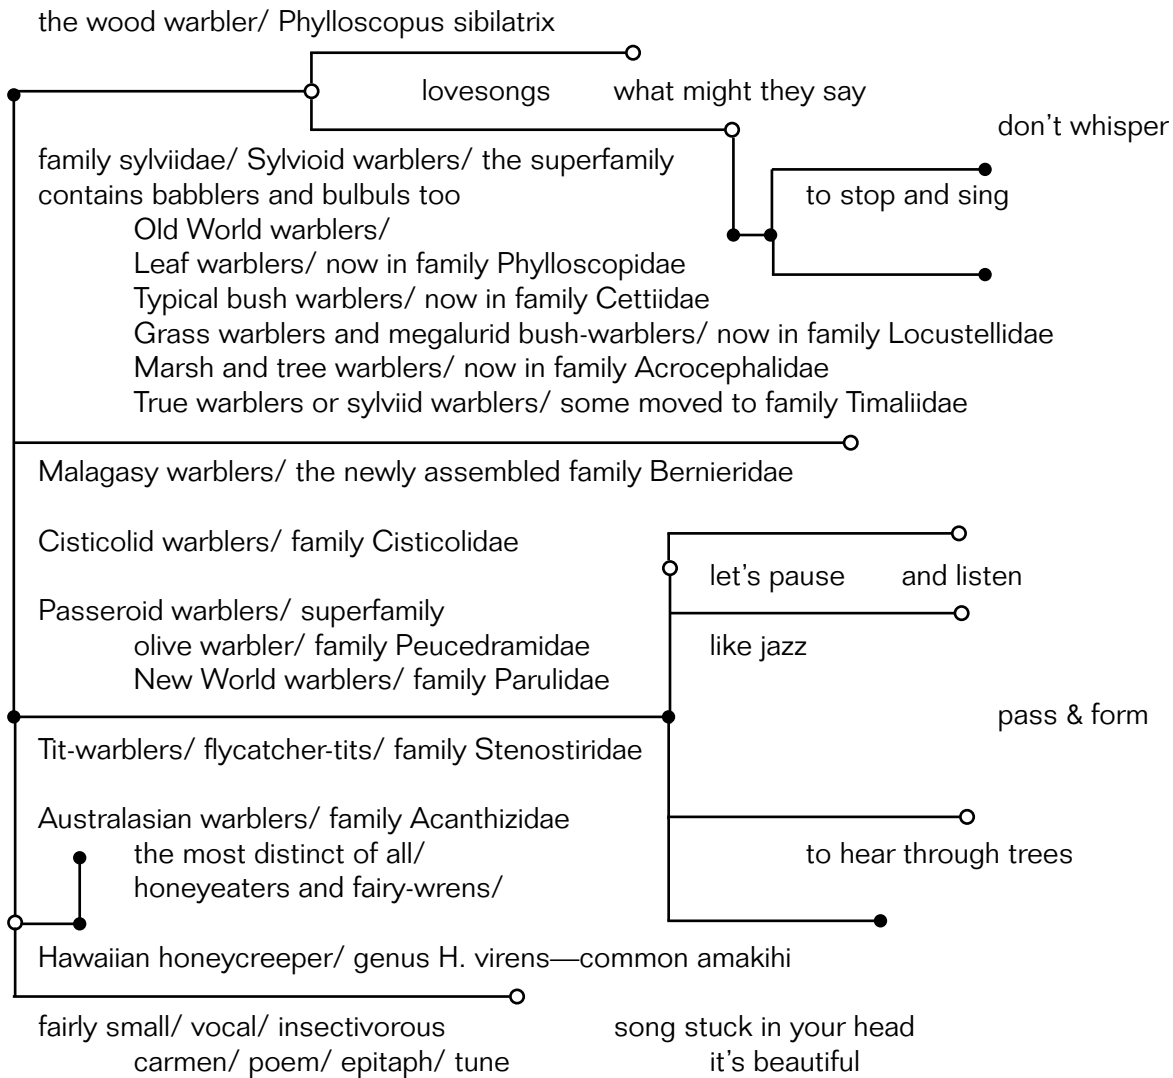 the wood warbler/ Phylloscopus sibilatrix
lovesongs what might they say
don't whisper
family sylviidae/ Sylvioid warblers/ the superfamily
contains babblers and bulbuls too
to stop and sing
Old World warblers/
Leaf warblers/ now in family Phylloscopidae
Typical bush warblers/ now in family Cettiidae
Grass warblers and megalurid bush-warblers/ now in family Locustellidae
Marsh and tree warblers/ now in family Acrocephalidae
True warblers or sylviid warblers/ some moved to family Timaliidae
Malagasy warblers/ the newly assembled family Bernieridae
Cisticolid warblers/ family Cisticolidae
let's pause and listen
Passeroid warblers/ superfamily
olive warbler/ family Peucedramidae
like jazz
New World warblers/ family Parulidae
pass & form
Tit-warblers/ flycatcher-tits/ family Stenostiridae
Australasian warblers/ family Acanthizidae
the most distinct of all/
to hear through trees
honeyeaters and fairy-wrens/
Hawaiian honeycreeper/ genus H. virens—common amakihi
fairly small/ vocal/ insectivorous
song stuck in your head
carmen/ poem/ epitaph/ tune
it's beautiful